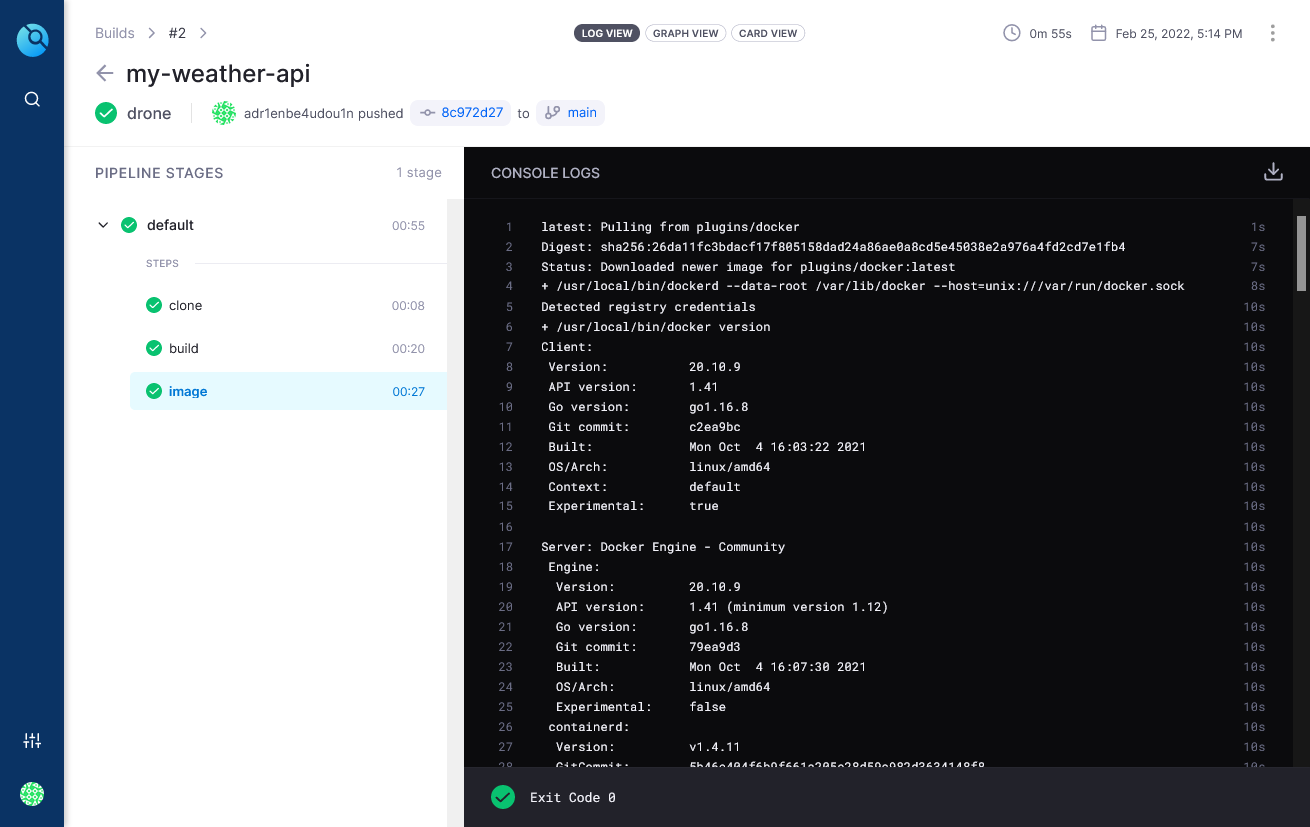 Builds > #2 >
LOG VIEW GRAPH VIEW CARD VIEW
0m 55s Feb 25, 2022, 5:14 PM
my-weather-api
drone adr1enbe4udou1n pushed 8c972d27 to main
PIPELINE STAGES 1 stage
default 00:55
STEPS
clone 00:08
build 00:20
image 00:27
CONSOLE LOGS
1 latest: Pulling from plugins/docker 1s
2 Digest: sha256:26da11fc3bdacf17f805158dad24a86ae0a8cd5e45038e2a976a4fd2cd7e1fb4 7s
3 Status: Downloaded newer image for plugins/docker:latest 7s
4 + /usr/local/bin/dockerd --data-root /var/lib/docker --host=unix:///var/run/docker.sock 8s
5 Detected registry credentials 10s
6 + /usr/local/bin/docker version 10s
7 Client: 10s
8 Version: 20.10.9 10s
9 API version: 1.41 10s
10 Go version: go1.16.8 10s
11 Git commit: c2ea9bc 10s
12 Built: Mon Oct  4 16:03:22 2021 10s
13 OS/Arch: linux/amd64 10s
14 Context: default 10s
15 Experimental: true 10s
16 10s
17 Server: Docker Engine - Community 10s
18 Engine: 10s
19 Version: 20.10.9 10s
20 API version: 1.41 (minimum version 1.12) 10s
21 Go version: go1.16.8 10s
22 Git commit: 79ea9d3 10s
23 Built: Mon Oct  4 16:07:30 2021 10s
24 OS/Arch: linux/amd64 10s
25 Experimental: false 10s
26 containerd: 10s
27 Version: v1.4.11 10s
28 GitCommit: 10s
Exit Code 0